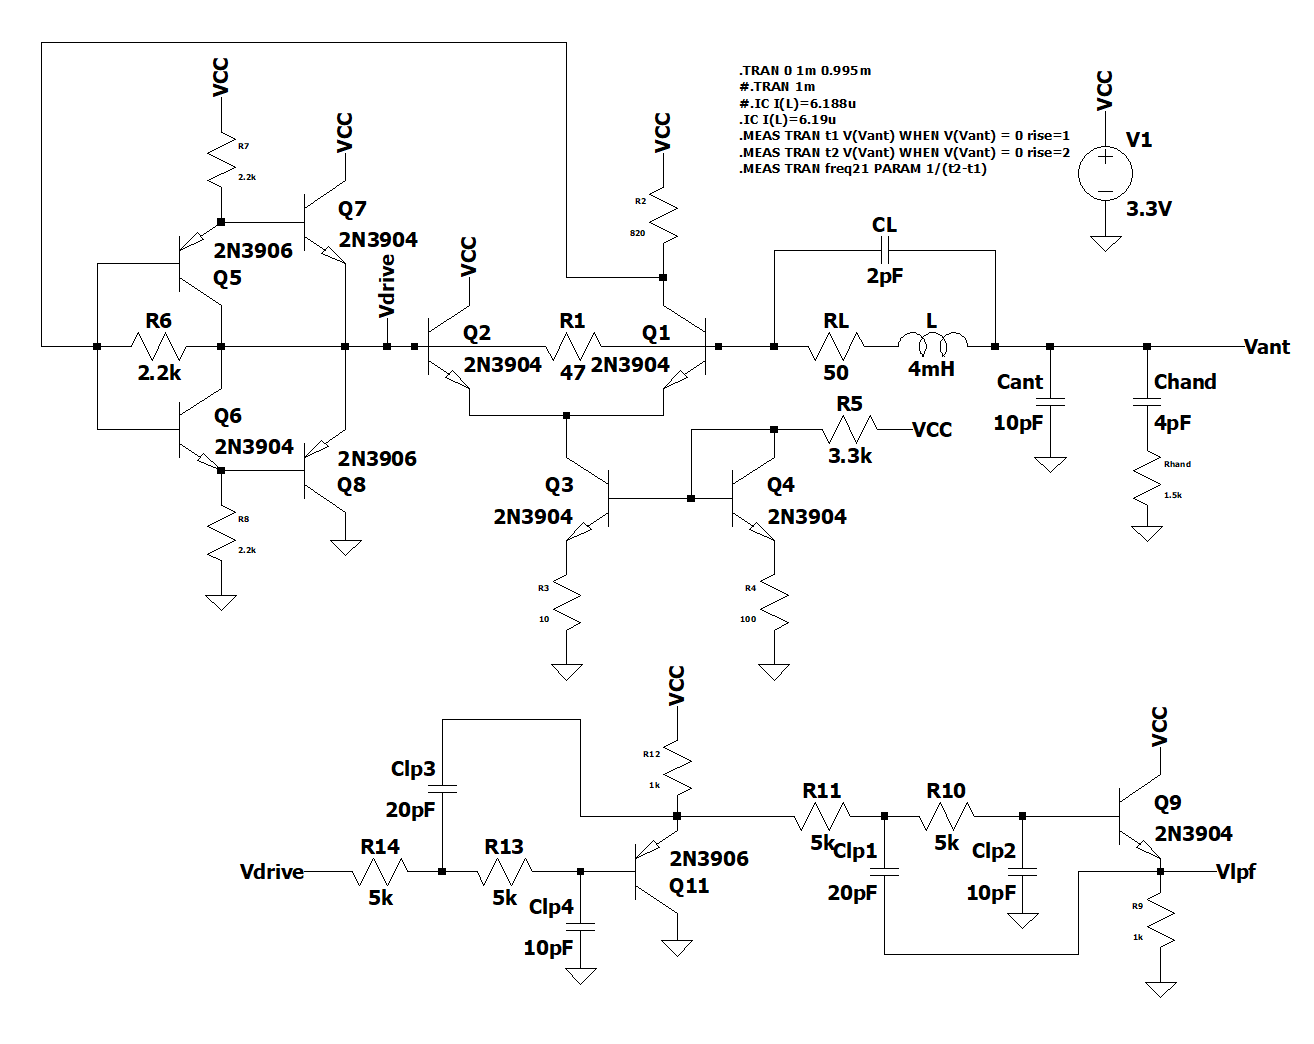 .TRAN 0 1m 0.995m
#.TRAN 1m
#.IC I(L)=6.188u
.IC I(L)=6.19u
.MEAS TRAN t1 V(Vant) WHEN V(Vant) = 0 rise=1
.MEAS TRAN t2 V(Vant) WHEN V(Vant) = 0 rise=2
.MEAS TRAN freq21 PARAM 1/(t2-t1)
VCC
V1
3.3V
VCC
R7
2.2k
VCC
Q7
2N3904
2N3906
Q5
Vdrive
R6
2.2k
Q6
2N3904
2N3906
Q8
R8
2.2k
VCC
Q2
2N3904
R1
47
VCC
R2
820
Q1
2N3904
CL
2pF
RL
50
L
4mH
Vant
Cant
10pF
Chand
4pF
Rhand
1.5k
R5
3.3k
VCC
Q3
2N3904
Q4
2N3904
R3
10
R4
100
VCC
R12
1k
Clp3
20pF
Vdrive
R14
5k
R13
5k
Clp4
10pF
2N3906
Q11
R11
5k
Clp1
20pF
R10
5k
Clp2
10pF
VCC
Q9
2N3904
Vlpf
R9
1k